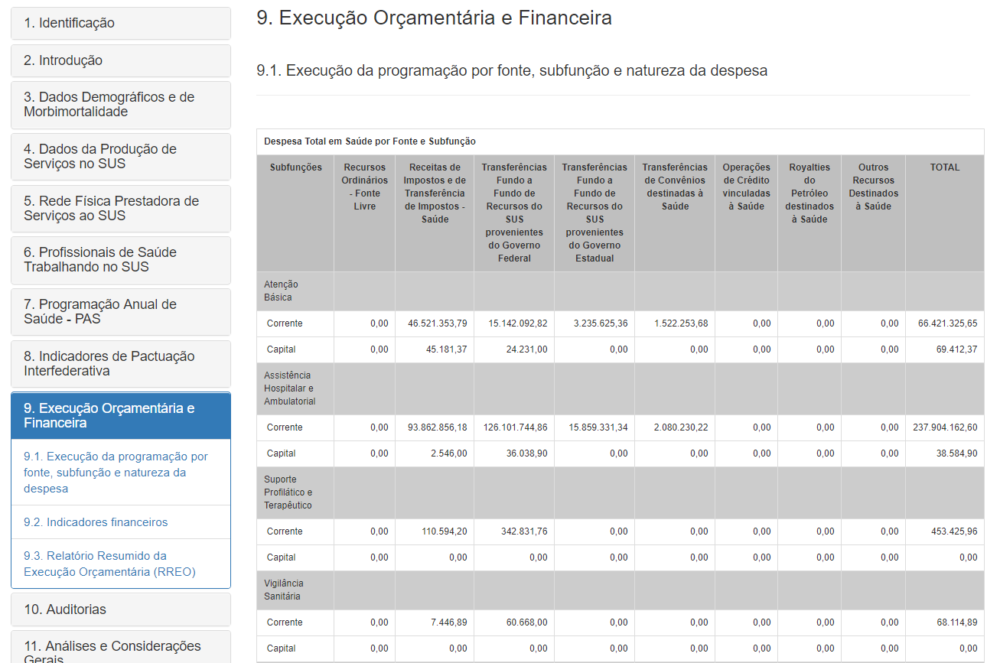 1. Identificação
2. Introdução
3. Dados Demográficos e de
Morbimortalidade
4. Dados da Produção de
Serviços no SUS
5. Rede Física Prestadora de
Serviços ao SUS
6. Profissionais de Saúde
Trabalhando no SUS
7. Programação Anual de
Saúde - PAS
8. Indicadores de Pactuação
Interfederativa
9. Execução Orçamentária e
Financeira
9.1. Execução da programação por
fonte, subfunção e natureza da
despesa
9.2. Indicadores financeiros
9.3. Relatório Resumido da
Execução Orçamentária (RREO)
10. Auditorias
11. Análises e Considerações
Gerais
9. Execução Orçamentária e Financeira
9.1. Execução da programação por fonte, subfunção e natureza da despesa
Despesa Total em Saúde por Fonte e Subfunção
Subfunções
Recursos
Ordinários
- Fonte
Livre
Receitas de
Impostos e de
Transferência
de Impostos -
Saúde
Transferências
Fundo a
Fundo de
Recursos do
SUS
provenientes
do Governo
Federal
Transferências
Fundo a
Fundo de
Recursos do
SUS
provenientes
do Governo
Estadual
Transferências
de Convênios
destinadas à
Saúde
Operações
de Crédito
vinculadas
à Saúde
Royalties
do
Petróleo
destinados
à Saúde
Outros
Recursos
Destinados
à Saúde
TOTAL
Atenção
Básica
Corrente 0,00 46.521.353,79 15.142.092,82 3.235.625,36 1.522.253,68 0,00 0,00 0,00 66.421.325,65
Capital 0,00 45.181,37 24.231,00 0,00 0,00 0,00 0,00 0,00 69.412,37
Assistência
Hospitalar e
Ambulatorial
Corrente 0,00 93.862.856,18 126.101.744,86 15.859.331,34 2.080.230,22 0,00 0,00 0,00 237.904.162,60
Capital 0,00 2.546,00 36.038,90 0,00 0,00 0,00 0,00 0,00 38.584,90
Suporte
Profilático e
Terapêutico
Corrente 0,00 110.594,20 342.831,76 0,00 0,00 0,00 0,00 0,00 453.425,96
Capital 0,00 0,00 0,00 0,00 0,00 0,00 0,00 0,00 0,00
Vigilância
Sanitária
Corrente 0,00 7.446,89 60.668,00 0,00 0,00 0,00 0,00 0,00 68.114,89
Capital 0,00 0,00 0,00 0,00 0,00 0,00 0,00 0,00 0,00